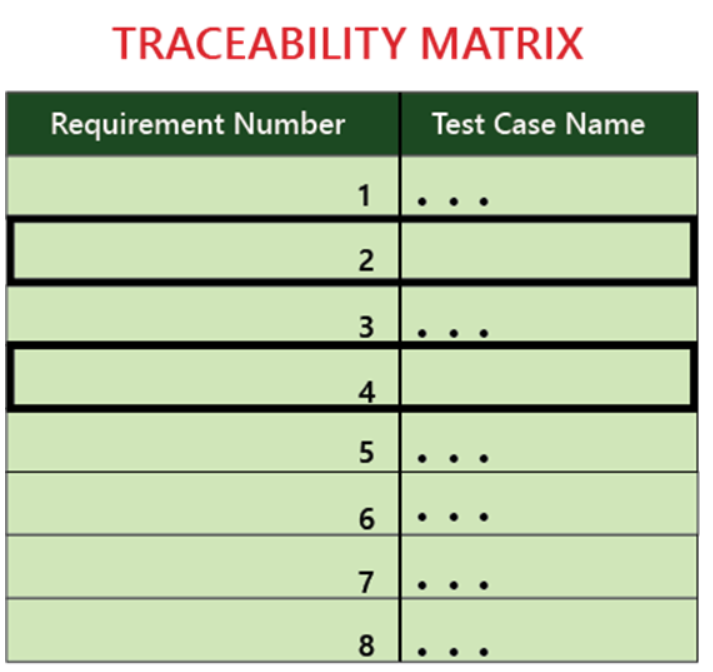 TRACEABILITY MATRIX
Requirement Number Test Case Name
1 . . .
2
3 . . .
4
5 . . .
6 . . .
7 . . .
8 . . .